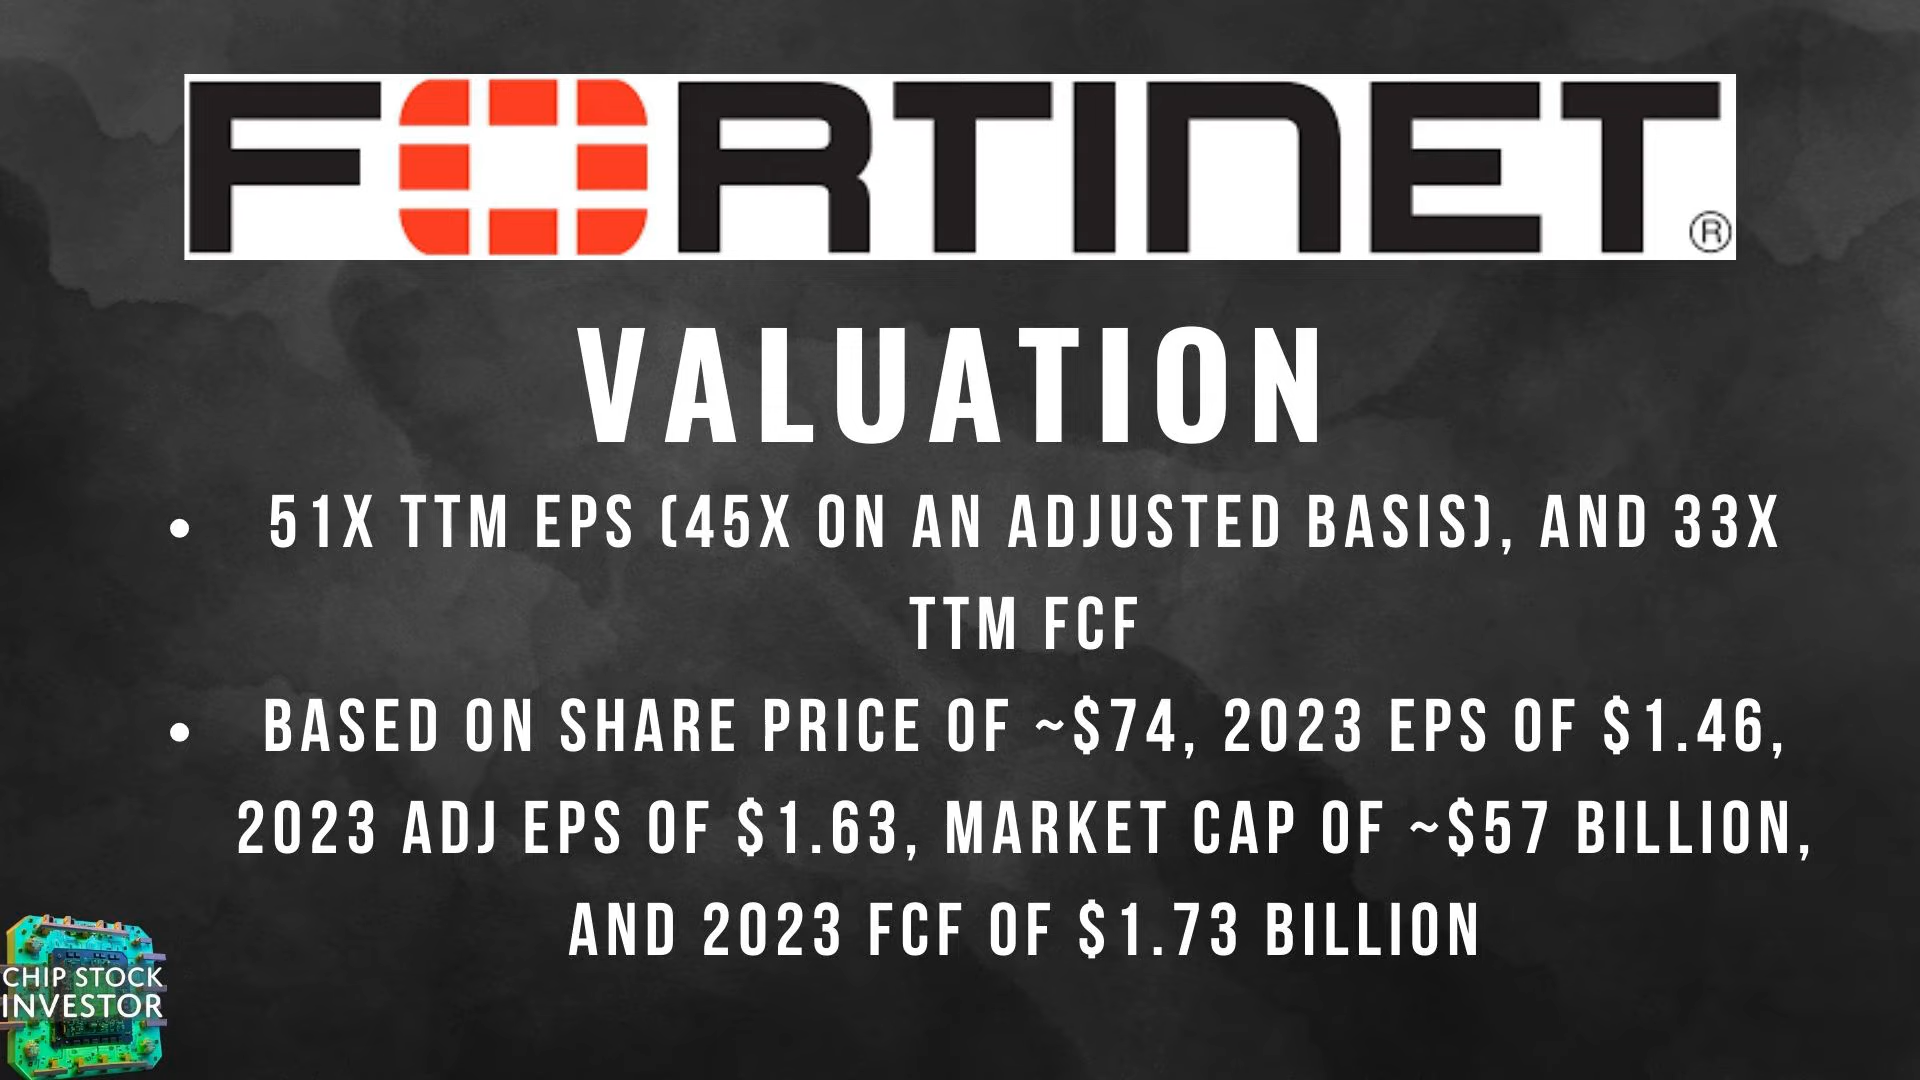 FORTINET®
VALUATION
• 51X TTM EPS (45X ON AN ADJUSTED BASIS), AND 33X
TTM FCF
• BASED ON SHARE PRICE OF ~$74, 2023 EPS OF $1.46,
2023 ADJ EPS OF $1.63, MARKET CAP OF ~$57 BILLION,
AND 2023 FCF OF $1.73 BILLION
CHIP STOCK
INVESTOR